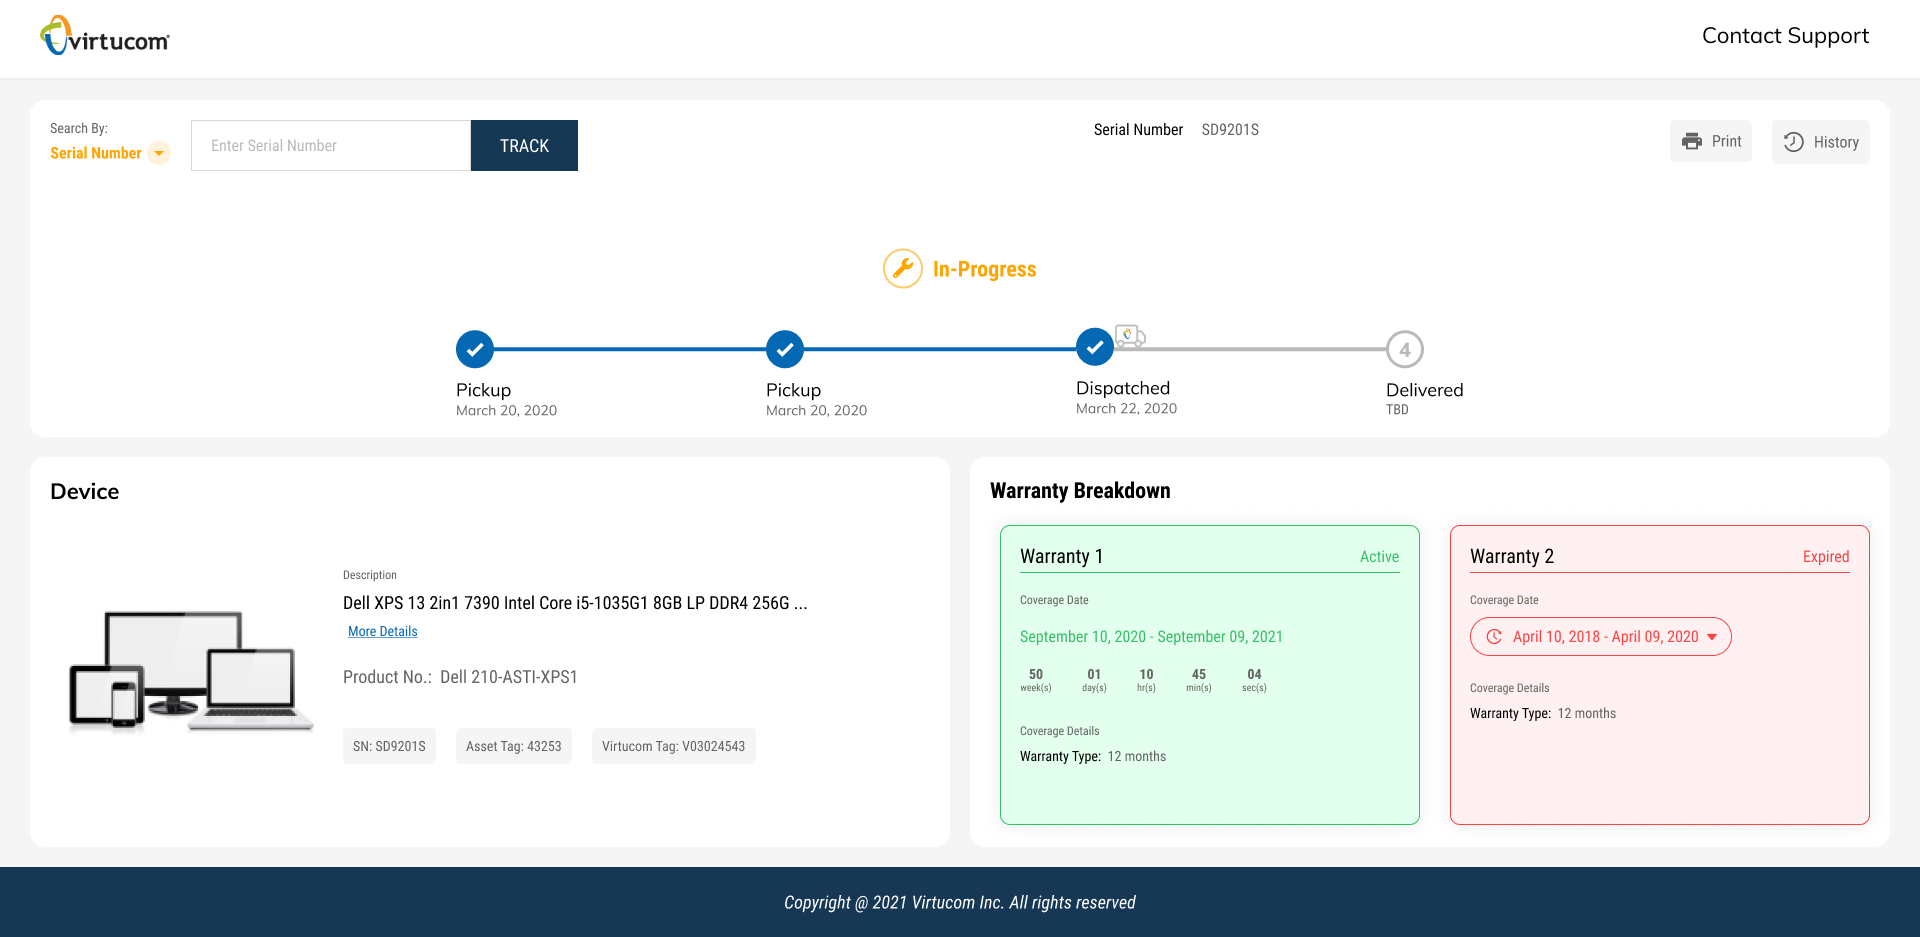 virtucom
Contact Support
Search By:
Serial Number
Enter Serial Number
TRACK
Serial Number SD9201S
Print
History
In-Progress
4
Pickup
March 20, 2020
Pickup
March 20, 2020
Dispatched
March 22, 2020
Delivered
TBD
Device
Description
Dell XPS 13 2in1 7390 Intel Core i5-1035G1 8GB LP DDR4 256G ...
More Details
Product No.: Dell 210-ASTI-XPS1
SN: SD9201S
Asset Tag: 43253
Virtucom Tag: V03024543
Warranty Breakdown
Warranty 1 Active
Coverage Date
September 10, 2020 - September 09, 2021
50 01 10 45 04
week(s) day(s) hr(s) min(s) sec(s)
Coverage Details
Warranty Type: 12 months
Warranty 2 Expired
Coverage Date
April 10, 2018 - April 09, 2020
Coverage Details
Warranty Type: 12 months
Copyright @ 2021 Virtucom Inc. All rights reserved